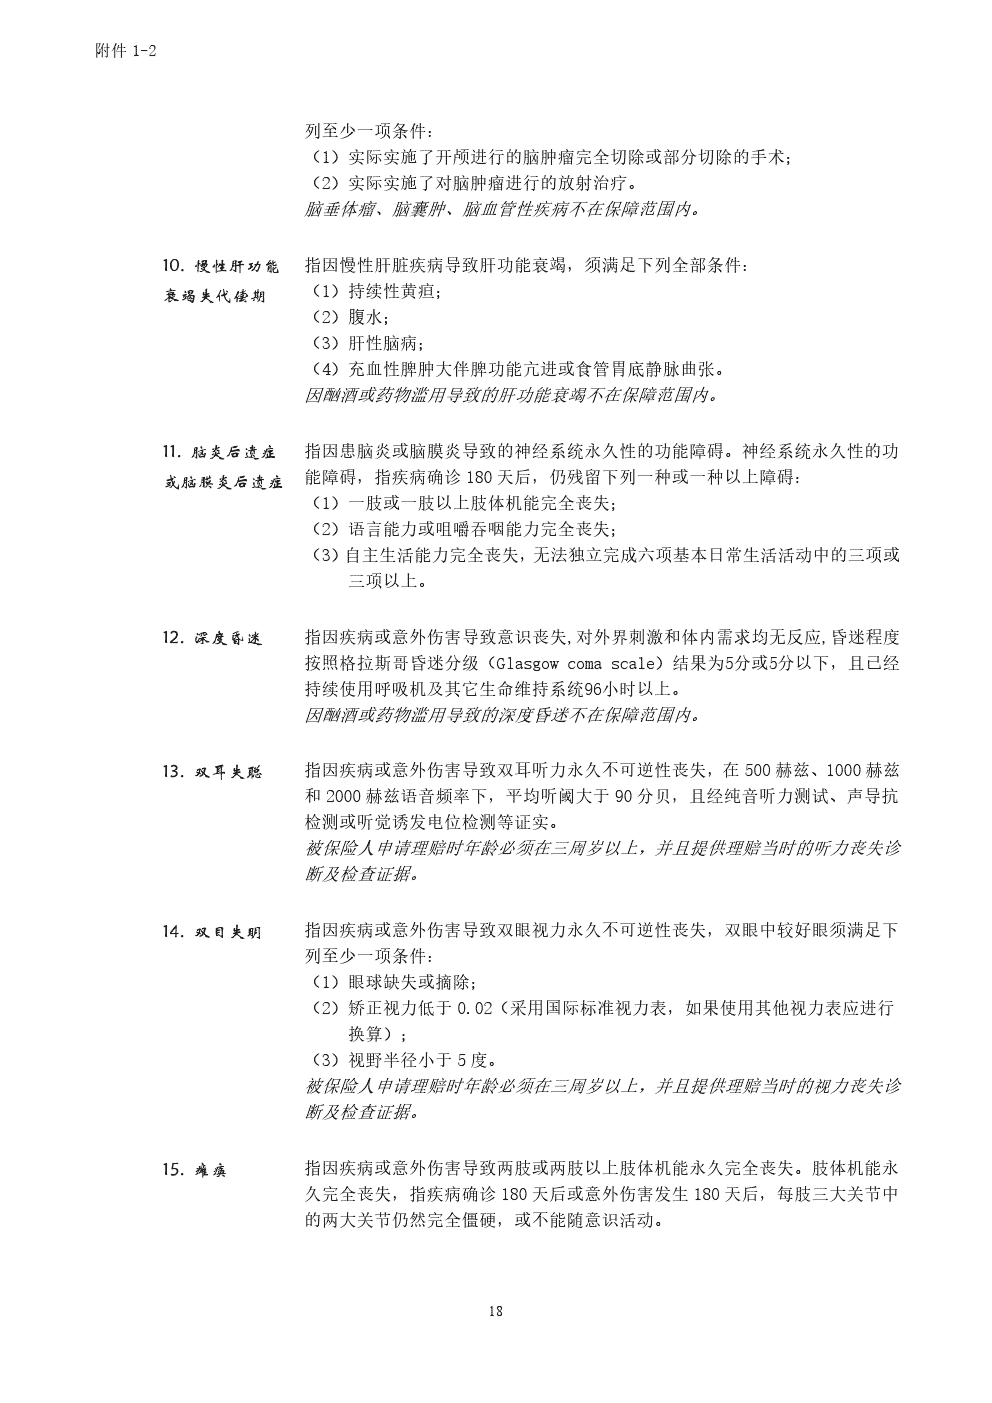 附件 1-2
列至少一项条件：
（1）实际实施了开颅进行的脑肿瘤完全切除或部分切除的手术；
（2）实际实施了对脑肿瘤进行的放射治疗。
脑垂体瘤、脑囊肿、脑血管性疾病不在保障范围内。
10. 慢性肝功能
衰竭失代偿期
指因慢性肝脏疾病导致肝功能衰竭，须满足下列全部条件：
（1）持续性黄疸；
（2）腹水；
（3）肝性脑病；
（4）充血性脾肿大伴脾功能亢进或食管胃底静脉曲张。
因酗酒或药物滥用导致的肝功能衰竭不在保障范围内。
11. 脑炎后遗症
或脑膜炎后遗症
指因患脑炎或脑膜炎导致的神经系统永久性的功能障碍。神经系统永久性的功
能障碍，指疾病确诊 180 天后，仍残留下列一种或一种以上障碍：
（1）一肢或一肢以上肢体机能完全丧失；
（2）语言能力或咀嚼吞咽能力完全丧失；
（3）自主生活能力完全丧失，无法独立完成六项基本日常生活活动中的三项或
三项以上。
12. 深度昏迷
指因疾病或意外伤害导致意识丧失,对外界刺激和体内需求均无反应,昏迷程度
按照格拉斯哥昏迷分级（Glasgow coma scale）结果为5分或5分以下，且已经
持续使用呼吸机及其它生命维持系统96小时以上。
因酗酒或药物滥用导致的深度昏迷不在保障范围内。
13. 双耳失聪
指因疾病或意外伤害导致双耳听力永久不可逆性丧失，在 500 赫兹、1000 赫兹
和 2000 赫兹语音频率下，平均听阈大于 90 分贝，且经纯音听力测试、声导抗
检测或听觉诱发电位检测等证实。
被保险人申请理赔时年龄必须在三周岁以上，并且提供理赔当时的听力丧失诊
断及检查证据。
14. 双目失明
指因疾病或意外伤害导致双眼视力永久不可逆性丧失，双眼中较好眼须满足下
列至少一项条件：
（1）眼球缺失或摘除；
（2）矫正视力低于 0.02（采用国际标准视力表，如果使用其他视力表应进行
换算）；
（3）视野半径小于 5 度。
被保险人申请理赔时年龄必须在三周岁以上，并且提供理赔当时的视力丧失诊
断及检查证据。
15. 瘫痪
指因疾病或意外伤害导致两肢或两肢以上肢体机能永久完全丧失。肢体机能永
久完全丧失，指疾病确诊 180 天后或意外伤害发生 180 天后，每肢三大关节中
的两大关节仍然完全僵硬，或不能随意识活动。
18